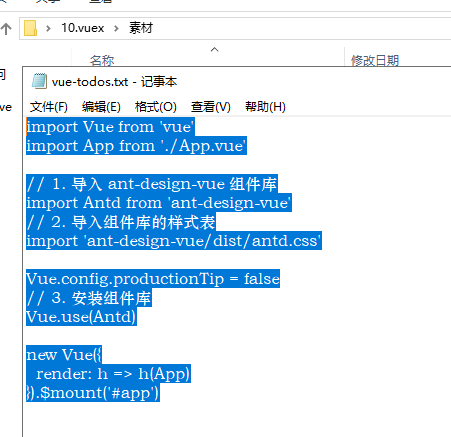 10.vuex
素材
名称
修改日期
vue-todos.txt - 记事本
文件(F) 编辑(E) 格式(O) 查看(V) 帮助(H)
import Vue from 'vue'
import App from './App.vue'
// 1. 导入 ant-design-vue 组件库
import Antd from 'ant-design-vue'
// 2. 导入组件库的样式表
import 'ant-design-vue/dist/antd.css'
Vue.config.productionTip = false
// 3. 安装组件库
Vue.use(Antd)
new Vue({
  render: h => h(App)
}).$mount('#app')